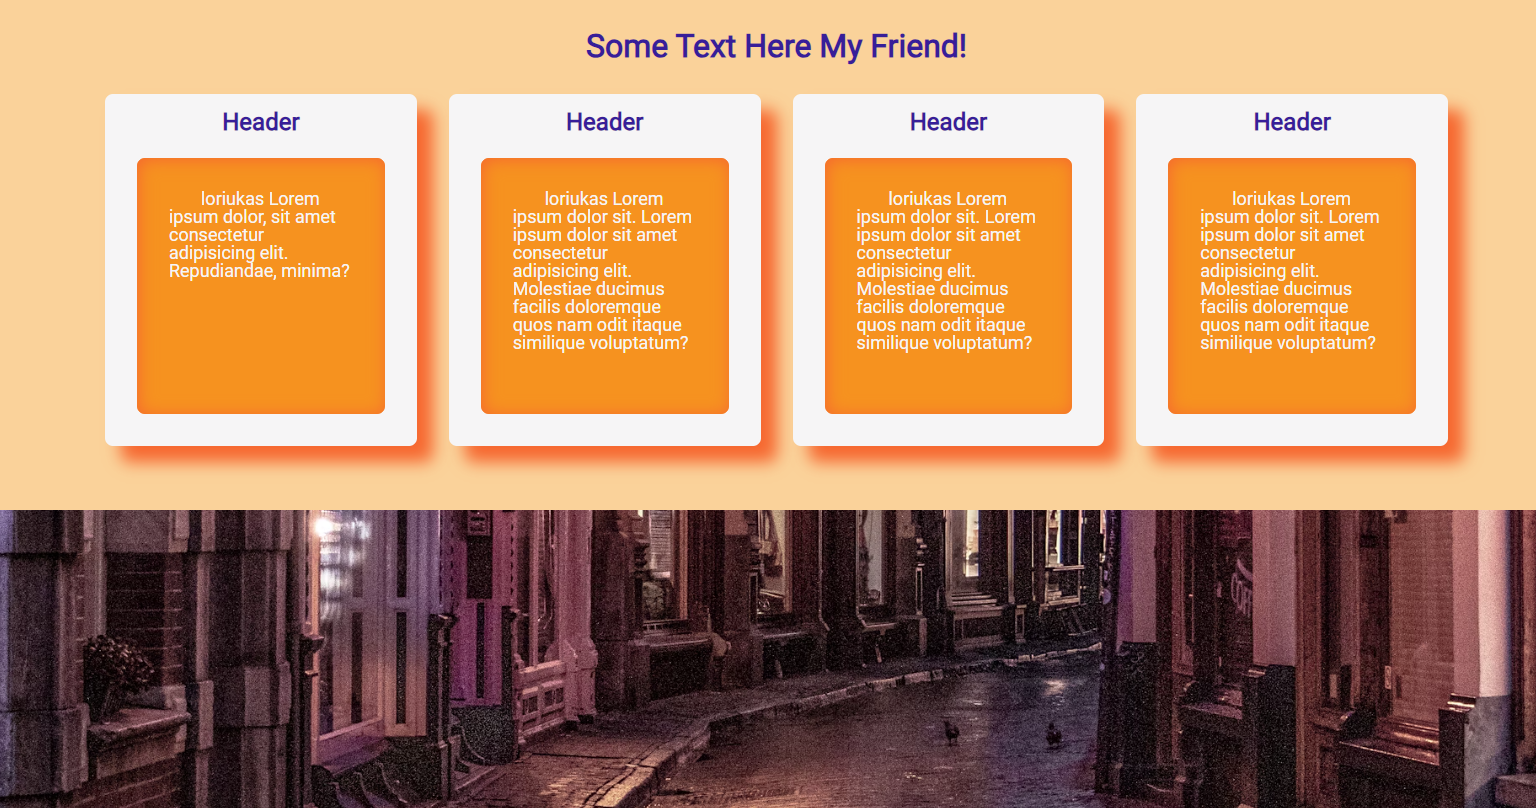 Some Text Here My Friend!
Header
loriukas Lorem
ipsum dolor, sit amet
consectetur
adipisicing elit.
Repudiandae, minima?
Header
loriukas Lorem
ipsum dolor sit. Lorem
ipsum dolor sit amet
consectetur
adipisicing elit.
Molestiae ducimus
facilis doloremque
quos nam odit itaque
similique voluptatum?
Header
loriukas Lorem
ipsum dolor sit. Lorem
ipsum dolor sit amet
consectetur
adipisicing elit.
Molestiae ducimus
facilis doloremque
quos nam odit itaque
similique voluptatum?
Header
loriukas Lorem
ipsum dolor sit. Lorem
ipsum dolor sit amet
consectetur
adipisicing elit.
Molestiae ducimus
facilis doloremque
quos nam odit itaque
similique voluptatum?